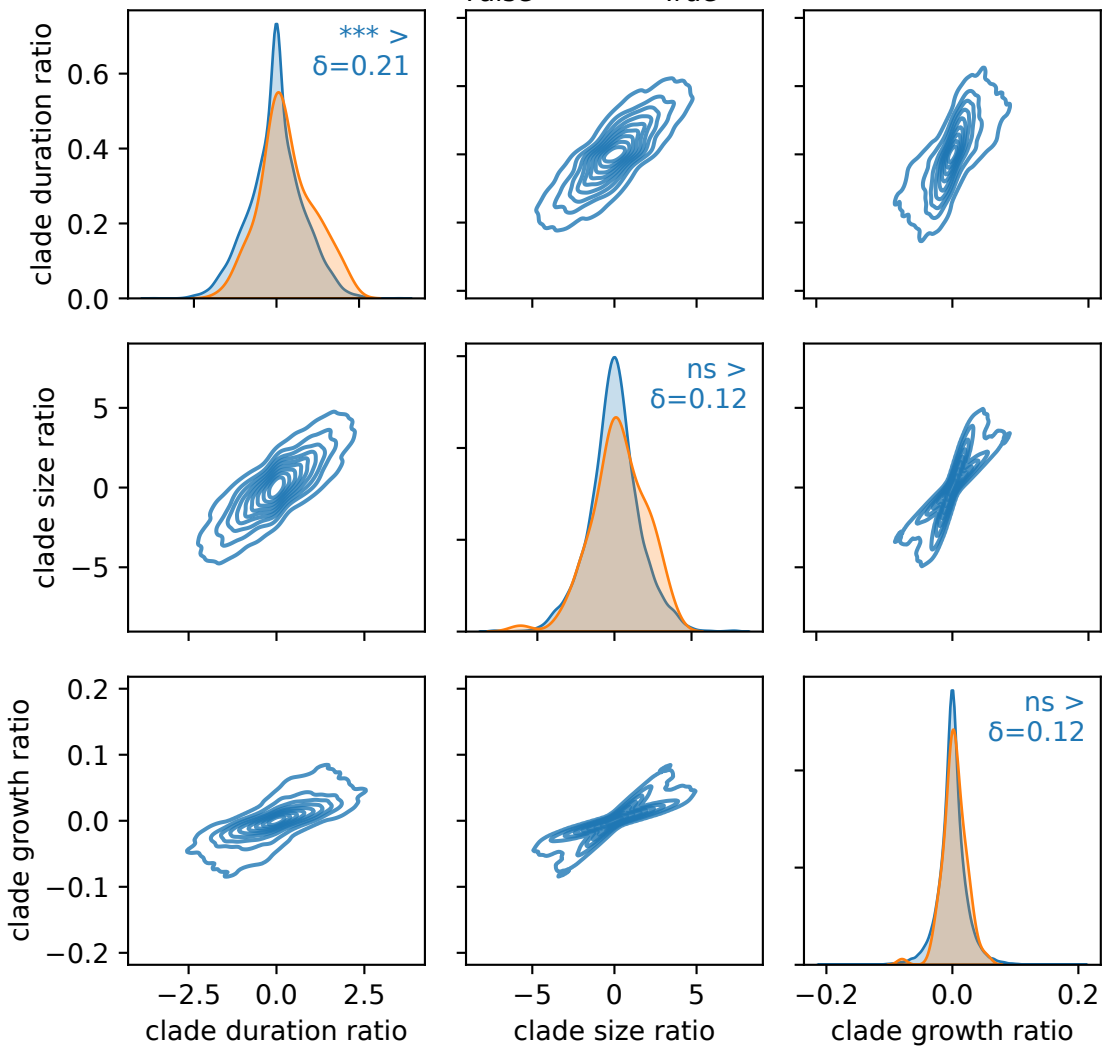 clade duration ratio
0.6
0.4
0.2
0.0
*** >
δ=0.21
clade size ratio
5
0
−5
ns >
δ=0.12
clade growth ratio
0.2
0.1
0.0
−0.1
−0.2
ns >
δ=0.12
−2.5
0.0
2.5
−5
0
5
−0.2
0.0
0.2
clade duration ratio
clade size ratio
clade growth ratio